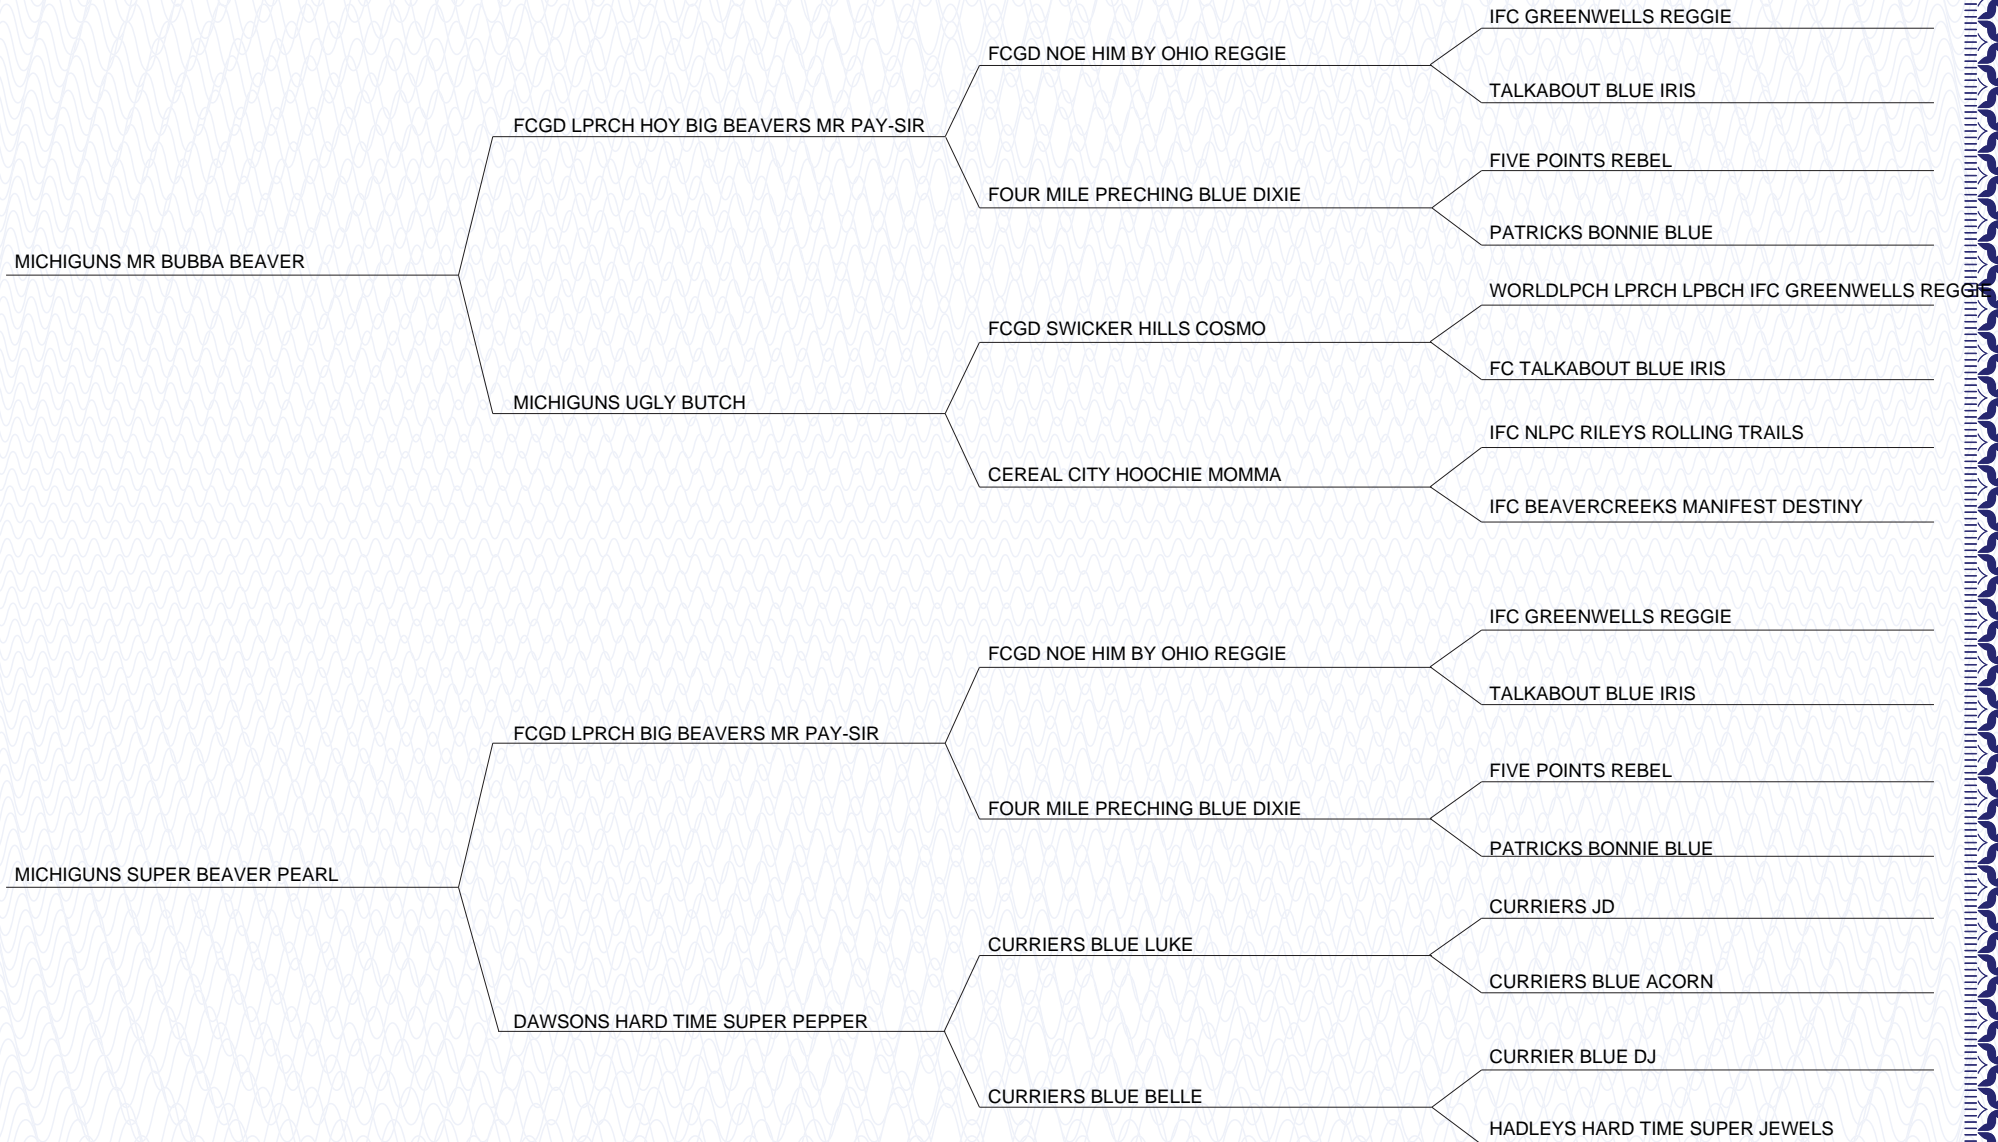 IFC GREENWELLS REGGIE
FCGD NOE HIM BY OHIO REGGIE
TALKABOUT BLUE IRIS
FCGD LPRCH HOY BIG BEAVERS MR PAY-SIR
FIVE POINTS REBEL
FOUR MILE PRECHING BLUE DIXIE
PATRICKS BONNIE BLUE
MICHIGUNS MR BUBBA BEAVER
WORLDLPCH LPRCH LPBCH IFC GREENWELLS REGGIE
FCGD SWICKER HILLS COSMO
FC TALKABOUT BLUE IRIS
MICHIGUNS UGLY BUTCH
IFC NLPC RILEYS ROLLING TRAILS
CEREAL CITY HOOCHIE MOMMA
IFC BEAVERCREEKS MANIFEST DESTINY
IFC GREENWELLS REGGIE
FCGD NOE HIM BY OHIO REGGIE
TALKABOUT BLUE IRIS
FCGD LPRCH BIG BEAVERS MR PAY-SIR
FIVE POINTS REBEL
FOUR MILE PRECHING BLUE DIXIE
PATRICKS BONNIE BLUE
MICHIGUNS SUPER BEAVER PEARL
CURRIERS JD
CURRIERS BLUE LUKE
CURRIERS BLUE ACORN
DAWSONS HARD TIME SUPER PEPPER
CURRIER BLUE DJ
CURRIERS BLUE BELLE
HADLEYS HARD TIME SUPER JEWELS